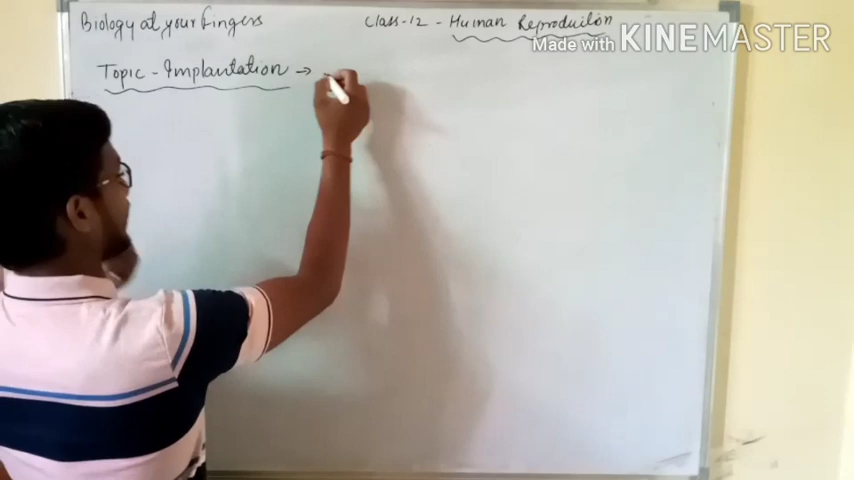 Biology at your fingers
Class-12 - Human Reproduction
Made with KINEMASTER
Topic - Implantation →